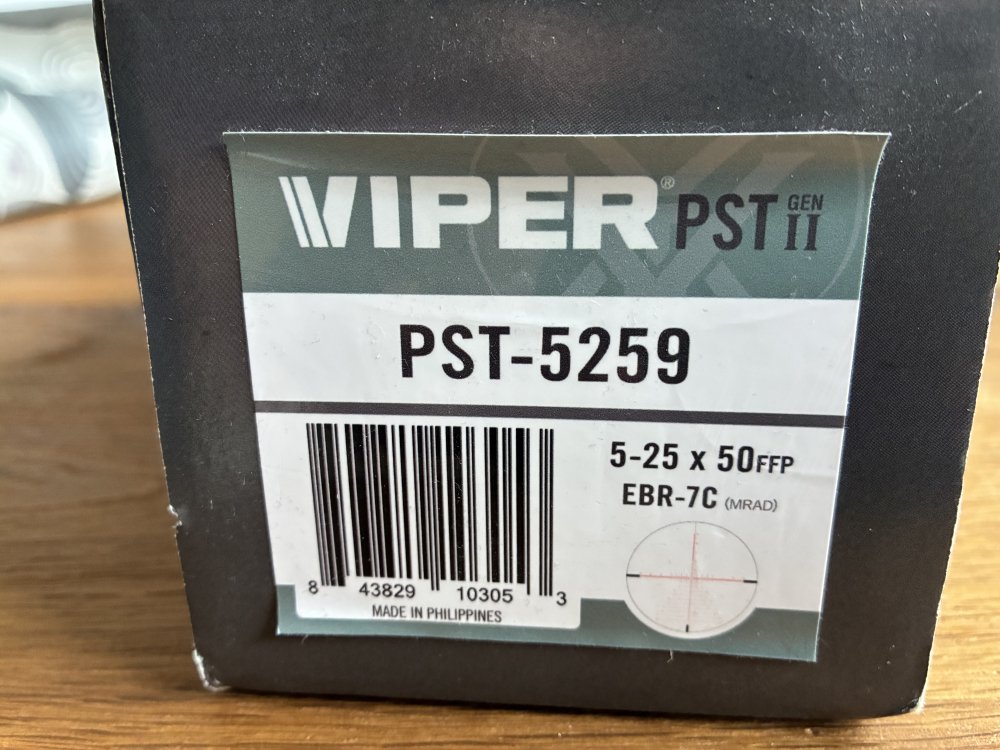 VIPER® PST GEN II
PST-5259
5-25 x 50FFP
EBR-7C (MRAD)
8 43829 10305 3
MADE IN PHILIPPINES